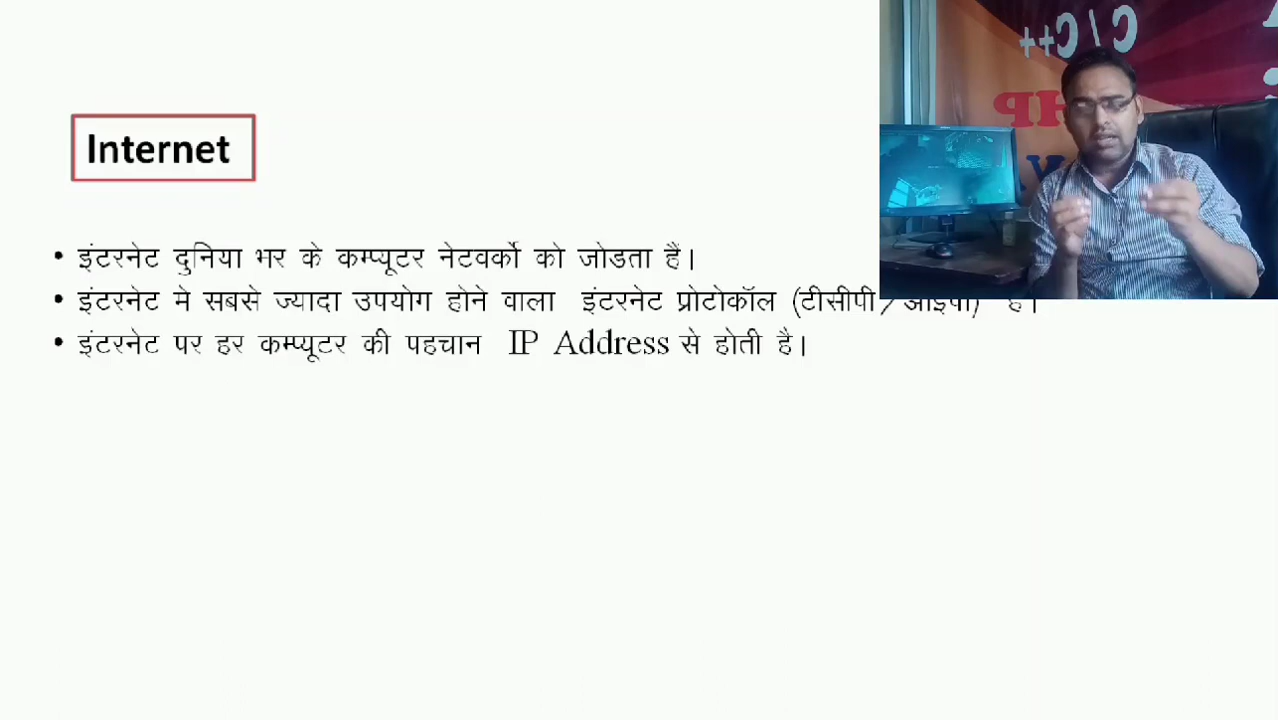 C / C++
Internet
• इंटरनेट दुनिया भर के कम्प्यूटर नेटवर्को को जोडता है।
• इंटरनेट मे सबसे ज्यादा उपयोग होने वाला इंटरनेट प्रोटोकॉल (टीसीपी/आईपी) है।
• इंटरनेट पर हर कम्प्यूटर की पहचान IP Address से होती है।